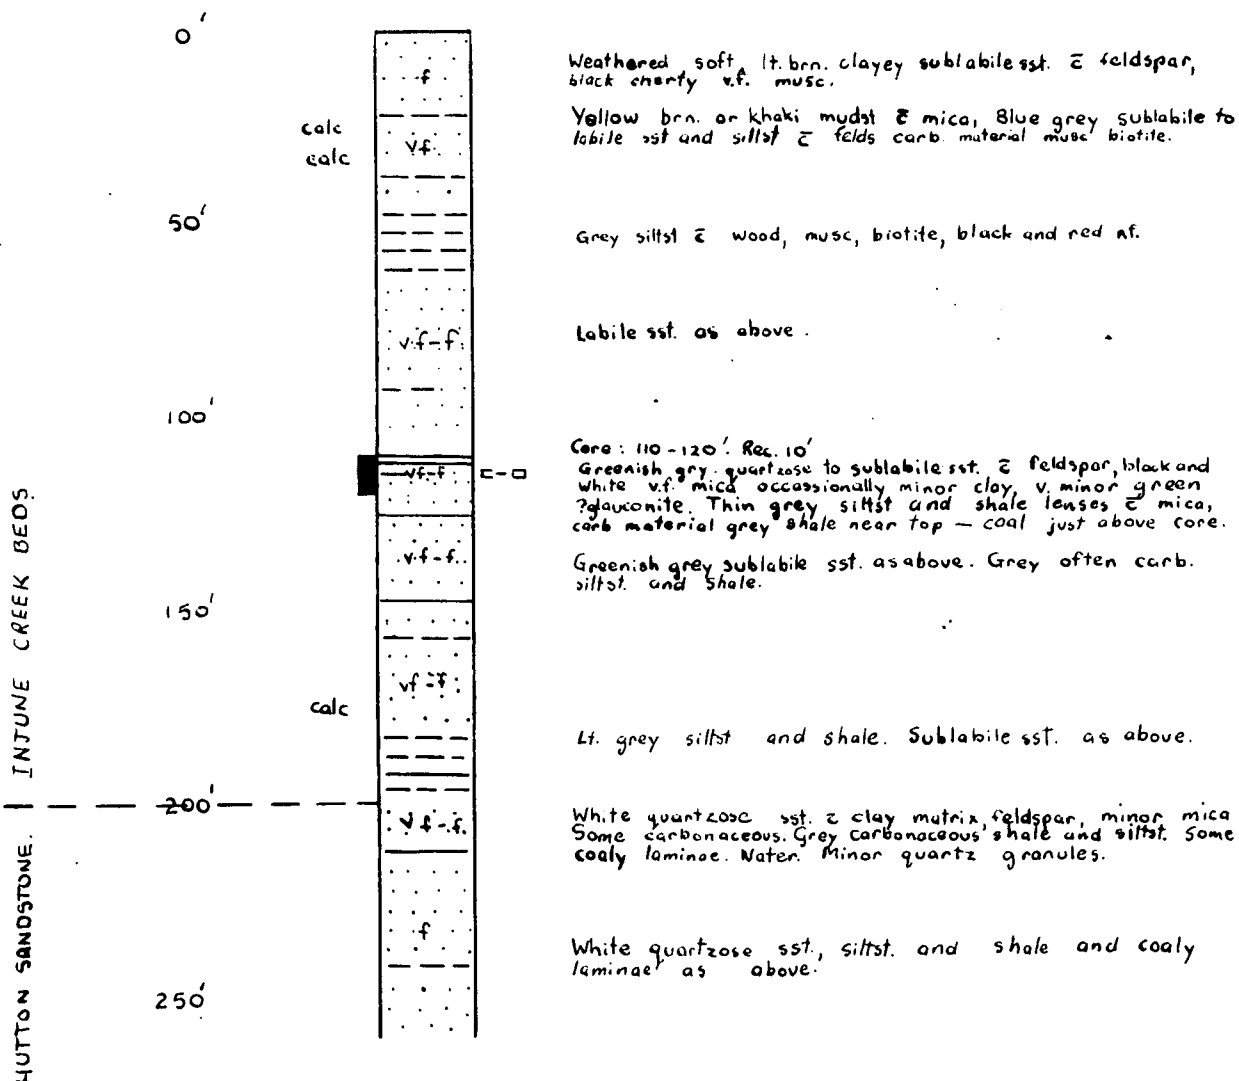 0'
f
Weathered soft, lt. brn. clayey sublabile sst. c̄ feldspar,
black cherty v.f. musc.
calc
calc
vf.
Yellow brn. or khaki mudst c̄ mica, Blue grey sublabile to
labile sst and siltst c̄ felds carb. material musc biotite.
50'
Grey siltst c̄ wood, musc, biotite, black and red rf.
v.f-f.
Labile sst. as above.
100'
Core: 110-120'. Rec. 10'
vf-f
Greenish gry. quartzose to sublabile sst. c̄ feldspar, black and
white v.f. mica occassionally minor clay, v. minor green
?glauconite. Thin grey siltst and shale lenses c̄ mica,
carb material grey shale near top — coal just above core.
v.f-f.
Greenish grey sublabile sst. as above. Grey often carb.
siltst. and shale.
150'
vf-f
calc
Lt. grey siltst and shale. Sublabile sst. as above.
200'
v.f-f.
White quartzose sst. c̄ clay matrix, feldspar, minor mica
Some carbonaceous. Grey carbonaceous shale and siltst. Some
coaly laminae. Water. Minor quartz granules.
f
White quartzose sst., siltst. and shale and coaly
laminae as above.
250'
INJUNE CREEK BEDS.
HUTTON SANDSTONE.